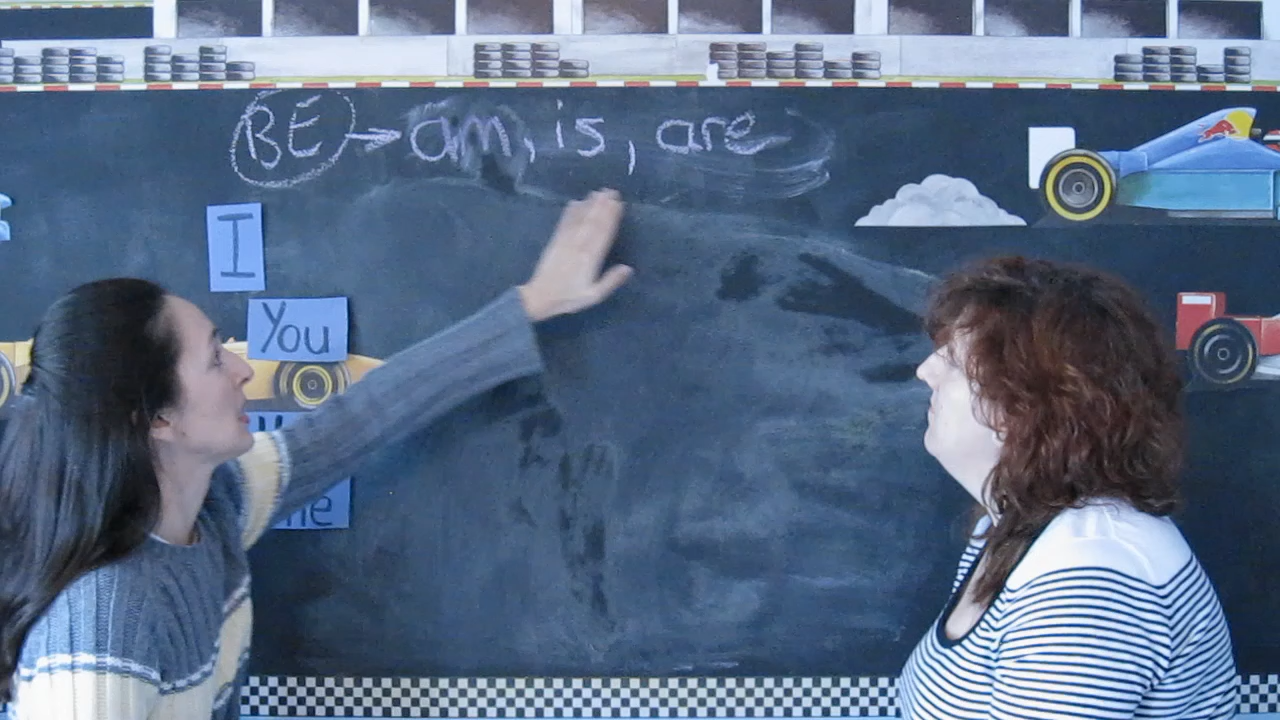 BE → am, is, are
I
You